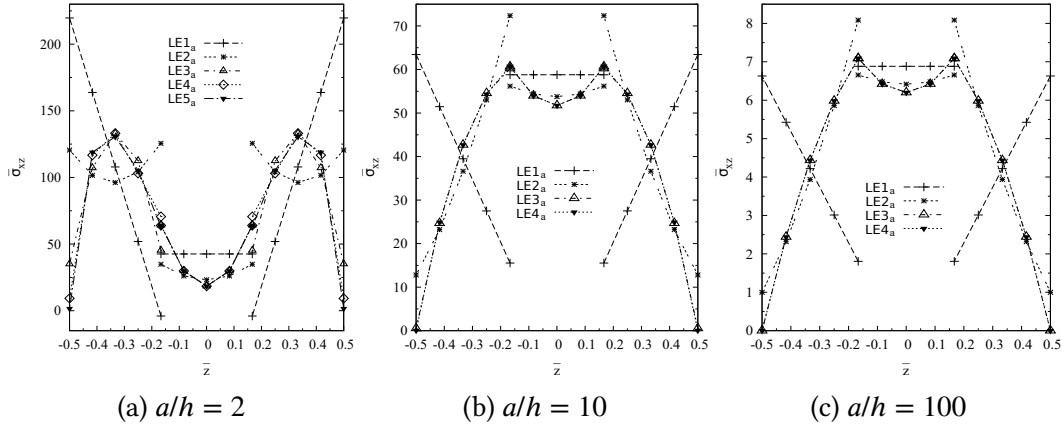 200
150
100
50
0
σ̅xz
LE1a
LE2a
LE3a
LE4a
LE5a
-0.5 -0.4 -0.3 -0.2 -0.1 0 0.1 0.2 0.3 0.4 0.5
z̅
(a) a/h = 2
70
60
50
40
30
20
10
0
σ̅xz
LE1a
LE2a
LE3a
LE4a
-0.5 -0.4 -0.3 -0.2 -0.1 0 0.1 0.2 0.3 0.4 0.5
z̅
(b) a/h = 10
8
7
6
5
4
3
2
1
0
σ̅xz
LE1a
LE2a
LE3a
LE4a
-0.5 -0.4 -0.3 -0.2 -0.1 0 0.1 0.2 0.3 0.4 0.5
z̅
(c) a/h = 100